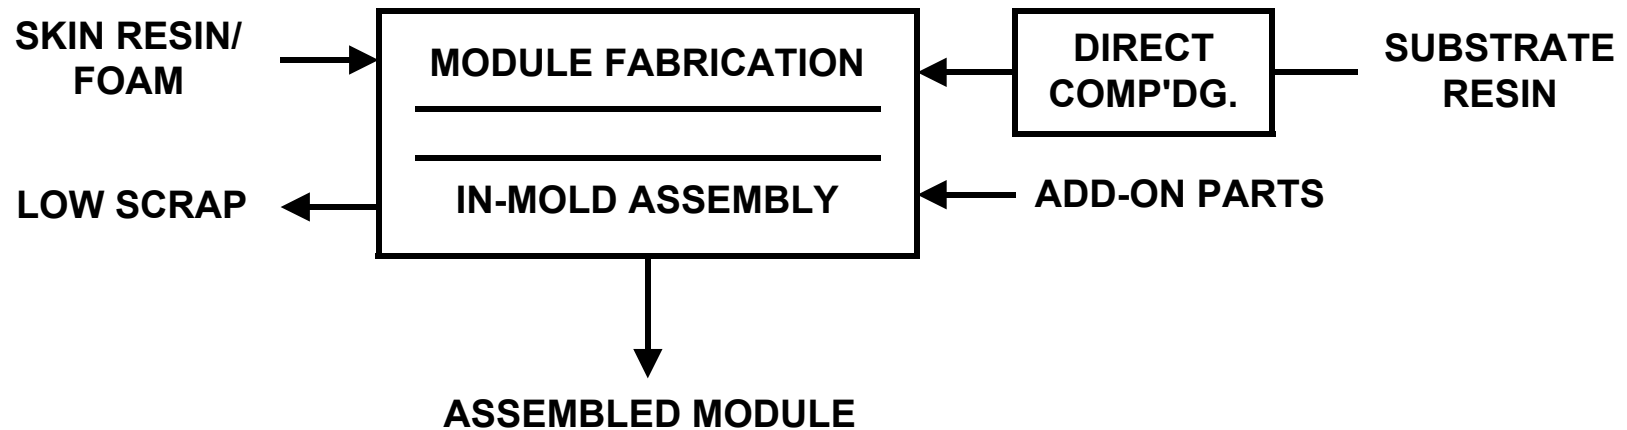 SKIN RESIN/
FOAM
MODULE FABRICATION
DIRECT
COMP'DG.
SUBSTRATE
RESIN
LOW SCRAP
IN-MOLD ASSEMBLY
ADD-ON PARTS
ASSEMBLED MODULE